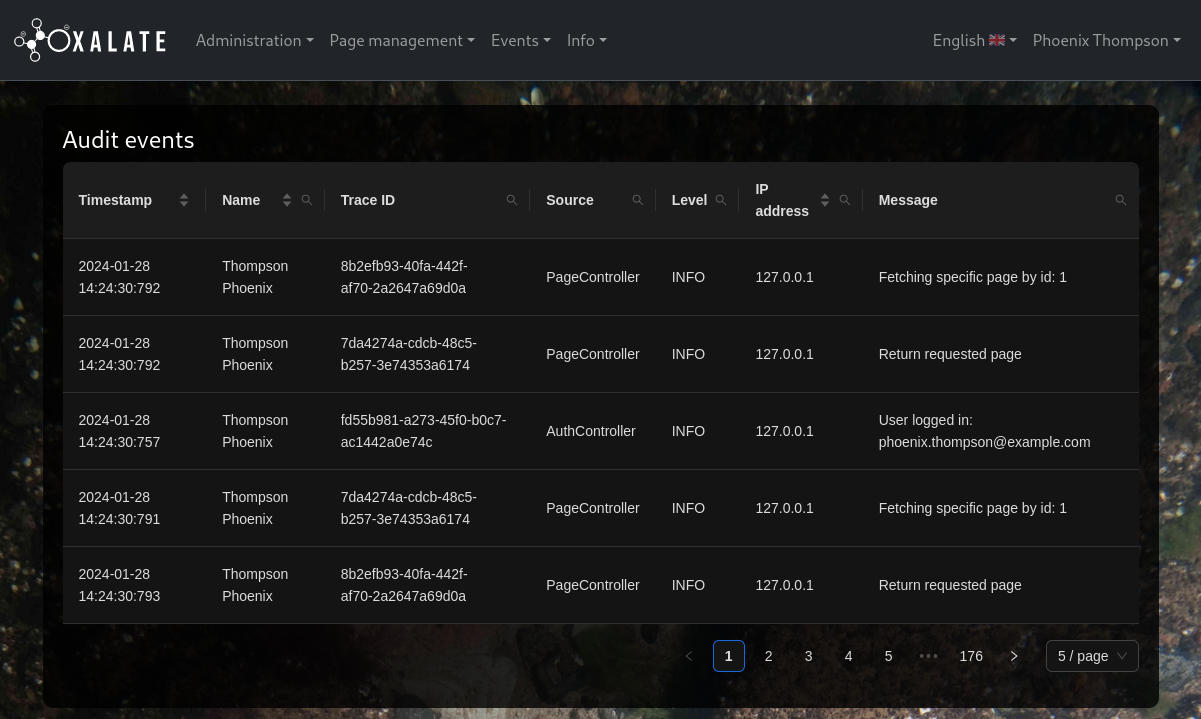 OXALATE Administration Page management Events Info English Phoenix Thompson
Audit events
Timestamp Name Trace ID Source Level IP address Message
2024-01-28 14:24:30:792 Thompson Phoenix 8b2efb93-40fa-442f-af70-2a2647a69d0a PageController INFO 127.0.0.1 Fetching specific page by id: 1
2024-01-28 14:24:30:792 Thompson Phoenix 7da4274a-cdcb-48c5-b257-3e74353a6174 PageController INFO 127.0.0.1 Return requested page
2024-01-28 14:24:30:757 Thompson Phoenix fd55b981-a273-45f0-b0c7-ac1442a0e74c AuthController INFO 127.0.0.1 User logged in: phoenix.thompson@example.com
2024-01-28 14:24:30:791 Thompson Phoenix 7da4274a-cdcb-48c5-b257-3e74353a6174 PageController INFO 127.0.0.1 Fetching specific page by id: 1
2024-01-28 14:24:30:793 Thompson Phoenix 8b2efb93-40fa-442f-af70-2a2647a69d0a PageController INFO 127.0.0.1 Return requested page
1 2 3 4 5 ••• 176 5 / page